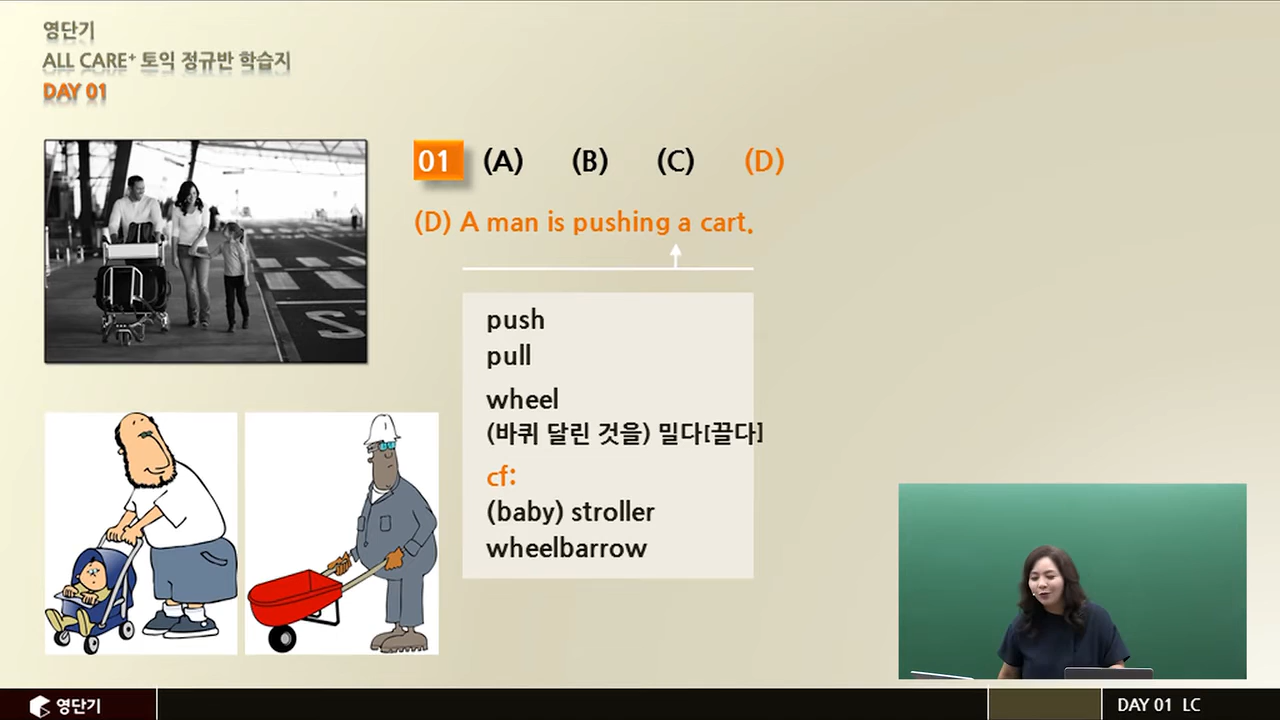 영단기
ALL CARE+ 토익 정규반 학습지
DAY 01
01 (A) (B) (C) (D)
(D) A man is pushing a cart.
push
pull
wheel
(바퀴 달린 것을) 밀다[끌다]
cf:
(baby) stroller
wheelbarrow
영단기
DAY 01 LC